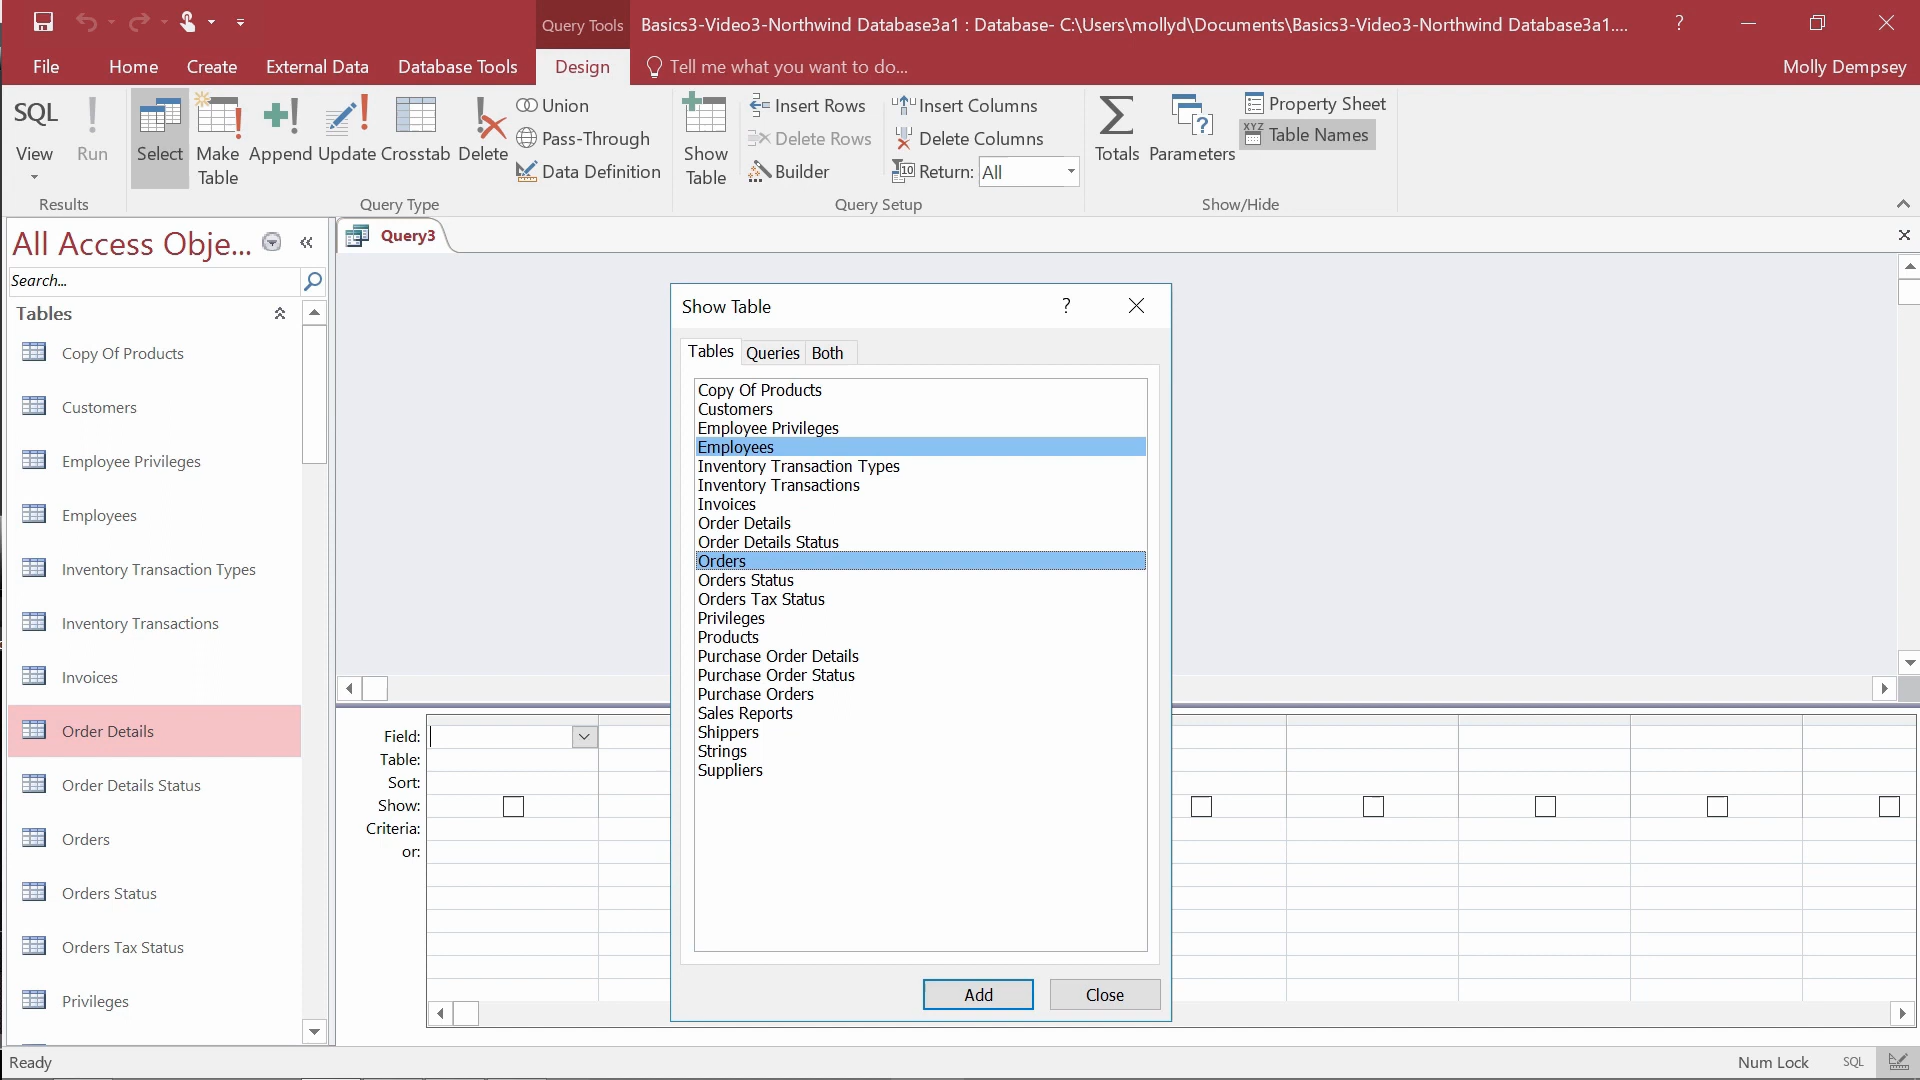 Query Tools
Basics3-Video3-Northwind Database3a1 : Database- C:\Users\mollyd\Documents\Basics3-Video3-Northwind Database3a1....
?
File
Home
Create
External Data
Database Tools
Design
Tell me what you want to do...
Molly Dempsey
SQL
View
Run
Select
Make
Table
Append
Update
Crosstab
Delete
Union
Pass-Through
Data Definition
Show
Table
Insert Rows
Delete Rows
Builder
Insert Columns
Delete Columns
Return: All
Totals
Parameters
Property Sheet
XYZ Table Names
Results
Query Type
Query Setup
Show/Hide
All Access Obje...
Search...
Tables
Copy Of Products
Customers
Employee Privileges
Employees
Inventory Transaction Types
Inventory Transactions
Invoices
Order Details
Order Details Status
Orders
Orders Status
Orders Tax Status
Privileges
Query3
Show Table
?
Tables
Queries
Both
Copy Of Products
Customers
Employee Privileges
Employees
Inventory Transaction Types
Inventory Transactions
Invoices
Order Details
Order Details Status
Orders
Orders Status
Orders Tax Status
Privileges
Products
Purchase Order Details
Purchase Order Status
Purchase Orders
Sales Reports
Shippers
Strings
Suppliers
Add
Close
Field:
Table:
Sort:
Show:
Criteria:
or:
Ready
Num Lock
SQL